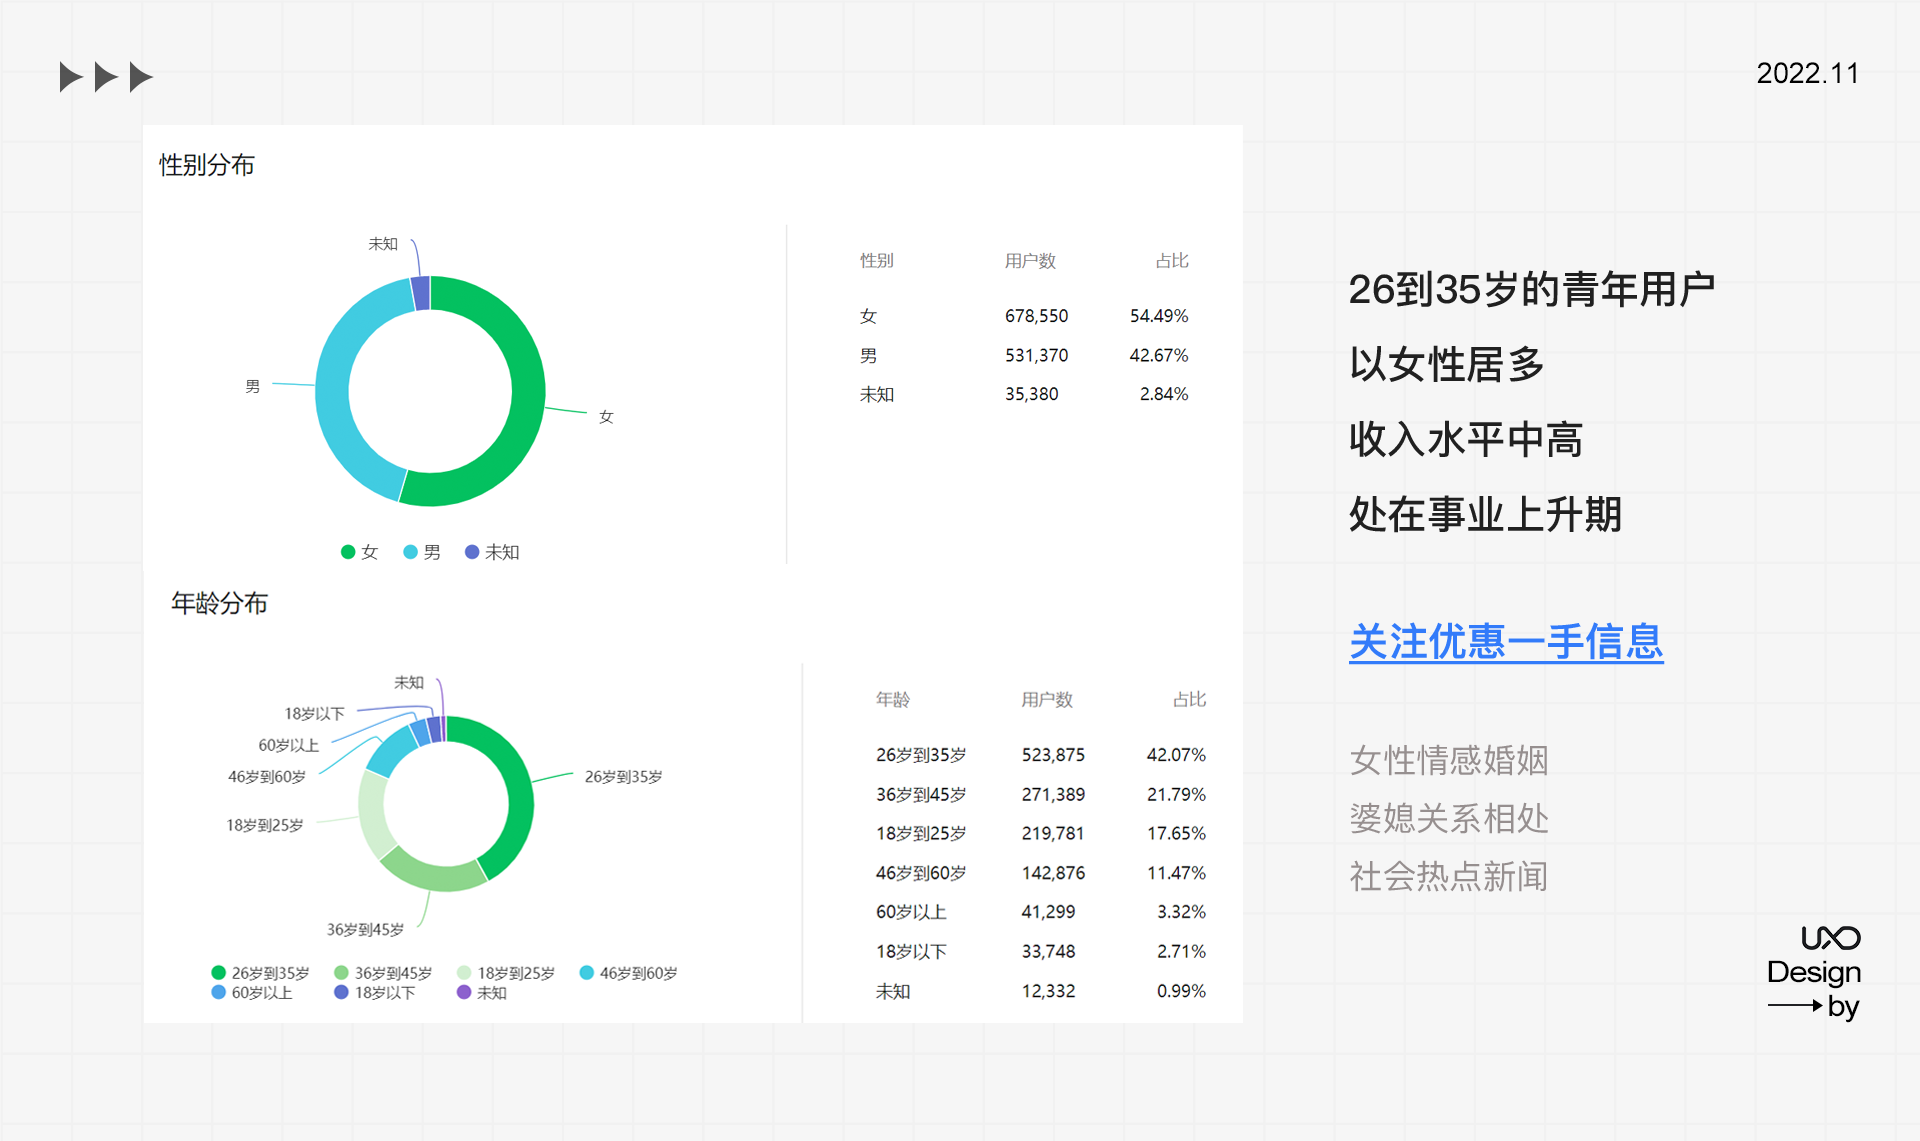 2022.11
性别分布
未知
男
女
女 男 未知
性别 用户数 占比
女 678,550 54.49%
男 531,370 42.67%
未知 35,380 2.84%
年龄分布
未知
18岁以下
60岁以上
46岁到60岁
26岁到35岁
18岁到25岁
36岁到45岁
26岁到35岁 36岁到45岁 18岁到25岁 46岁到60岁
60岁以上 18岁以下 未知
年龄 用户数 占比
26岁到35岁 523,875 42.07%
36岁到45岁 271,389 21.79%
18岁到25岁 219,781 17.65%
46岁到60岁 142,876 11.47%
60岁以上 41,299 3.32%
18岁以下 33,748 2.71%
未知 12,332 0.99%
26到35岁的青年用户
以女性居多
收入水平中高
处在事业上升期
关注优惠一手信息
女性情感婚姻
婆媳关系相处
社会热点新闻
UXD
Design
by